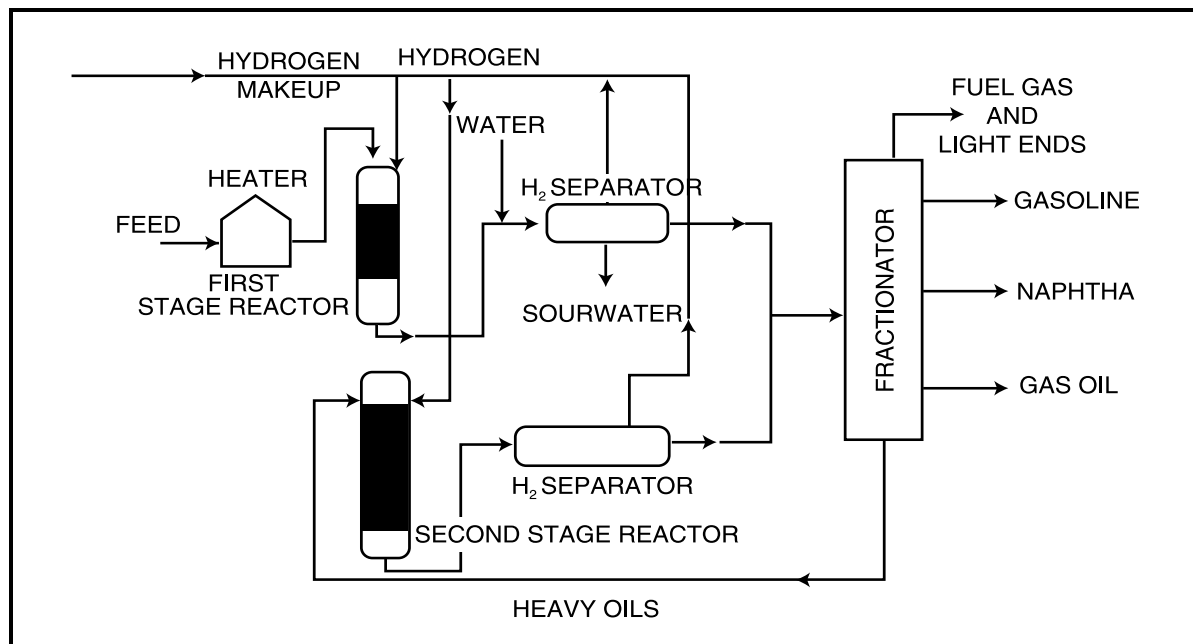 HYDROGEN
MAKEUP
HYDROGEN
WATER
FUEL GAS
AND
LIGHT ENDS
HEATER
H₂ SEPARATOR
GASOLINE
FEED
FIRST
STAGE REACTOR
SOURWATER
FRACTIONATOR
NAPHTHA
GAS OIL
H₂ SEPARATOR
SECOND STAGE REACTOR
HEAVY OILS